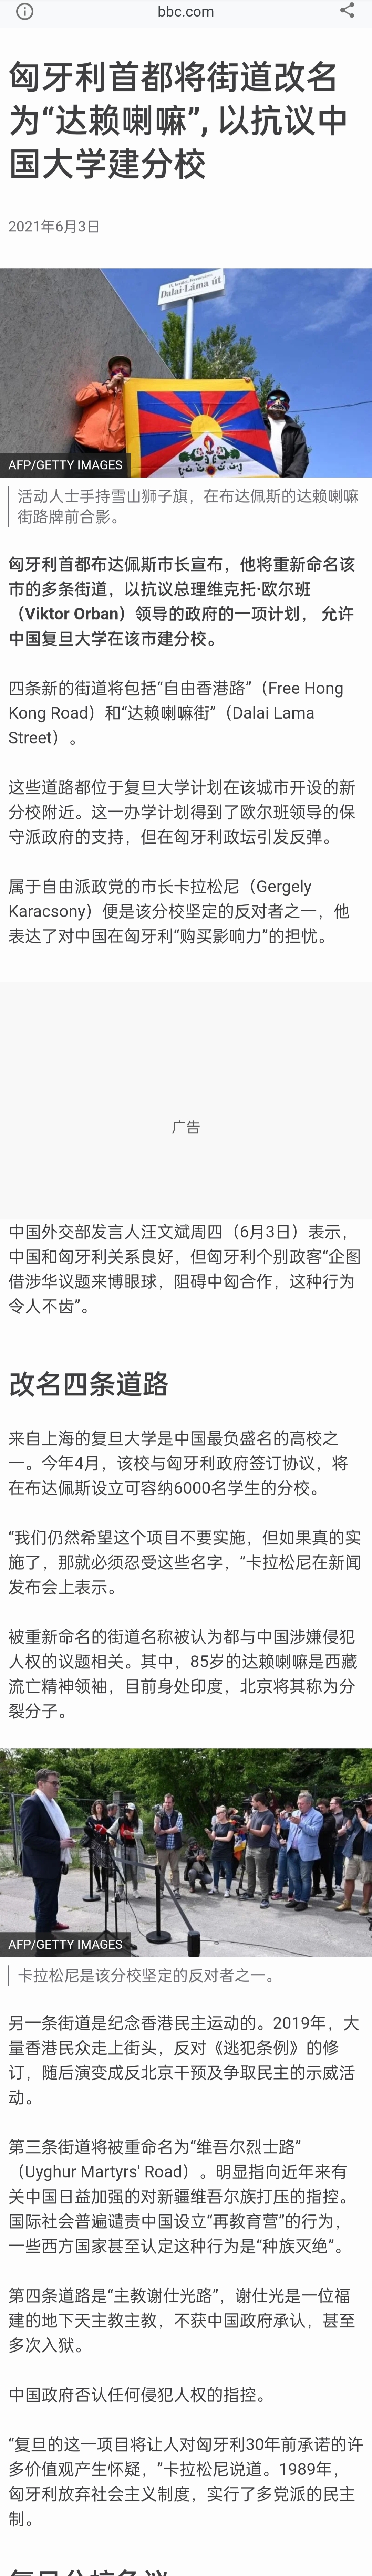 bbc.com
匈牙利首都将街道改名
为“达赖喇嘛”, 以抗议中
国大学建分校
2021年6月3日
Dalai Láma út
AFP/GETTY IMAGES
活动人士手持雪山狮子旗，在布达佩斯的达赖喇嘛
街路牌前合影。
匈牙利首都布达佩斯市长宣布，他将重新命名该
市的多条街道，以抗议总理维克托·欧尔班
（Viktor Orban）领导的政府的一项计划， 允许
中国复旦大学在该市建分校。
四条新的街道将包括“自由香港路”（Free Hong
Kong Road）和“达赖喇嘛街”（Dalai Lama
Street）。
这些道路都位于复旦大学计划在该城市开设的新
分校附近。这一办学计划得到了欧尔班领导的保
守派政府的支持，但在匈牙利政坛引发反弹。
属于自由派政党的市长卡拉松尼（Gergely
Karacsony）便是该分校坚定的反对者之一，他
表达了对中国在匈牙利“购买影响力”的担忧。
广告
中国外交部发言人汪文斌周四（6月3日）表示，
中国和匈牙利关系良好，但匈牙利个别政客“企图
借涉华议题来博眼球，阻碍中匈合作，这种行为
令人不齿”。
改名四条道路
来自上海的复旦大学是中国最负盛名的高校之
一。今年4月，该校与匈牙利政府签订协议，将
在布达佩斯设立可容纳6000名学生的分校。
“我们仍然希望这个项目不要实施，但如果真的实
施了，那就必须忍受这些名字，”卡拉松尼在新闻
发布会上表示。
被重新命名的街道名称被认为都与中国涉嫌侵犯
人权的议题相关。其中，85岁的达赖喇嘛是西藏
流亡精神领袖，目前身处印度，北京将其称为分
裂分子。
AFP/GETTY IMAGES
卡拉松尼是该分校坚定的反对者之一。
另一条街道是纪念香港民主运动的。2019年，大
量香港民众走上街头，反对《逃犯条例》的修
订，随后演变成反北京干预及争取民主的示威活
动。
第三条街道将被重命名为“维吾尔烈士路”
（Uyghur Martyrs' Road）。明显指向近年来有
关中国日益加强的对新疆维吾尔族打压的指控。
国际社会普遍谴责中国设立“再教育营”的行为，
一些西方国家甚至认定这种行为是“种族灭绝”。
第四条道路是“主教谢仕光路”，谢仕光是一位福
建的地下天主教主教，不获中国政府承认，甚至
多次入狱。
中国政府否认任何侵犯人权的指控。
“复旦的这一项目将让人对匈牙利30年前承诺的许
多价值观产生怀疑，”卡拉松尼说道。1989年，
匈牙利放弃社会主义制度，实行了多党派的民主
制。